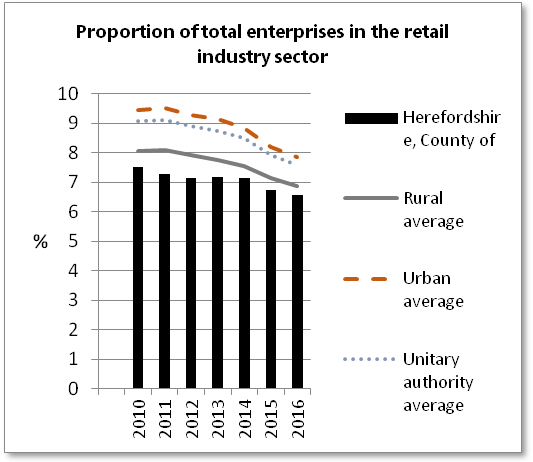 Proportion of total enterprises in the retail
industry sector
10
9
8
7
6
5
4
3
2
1
0
%
2010
2011
2012
2013
2014
2015
2016
Herefordshir
e, County of
Rural
average
Urban
average
Unitary
authority
average